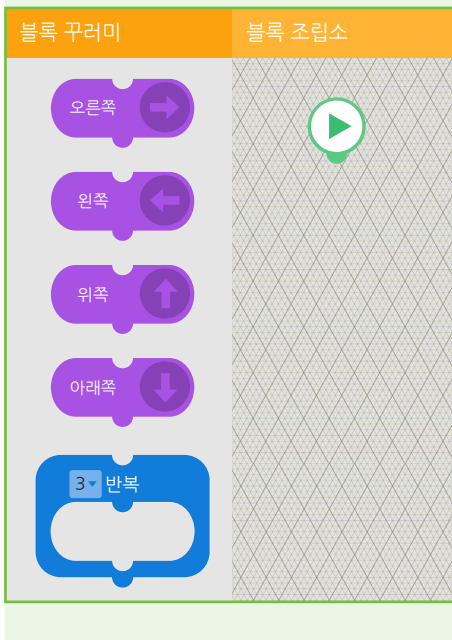 블록 꾸러미
블록 조립소
오른쪽
왼쪽
위쪽
아래쪽
3 반복